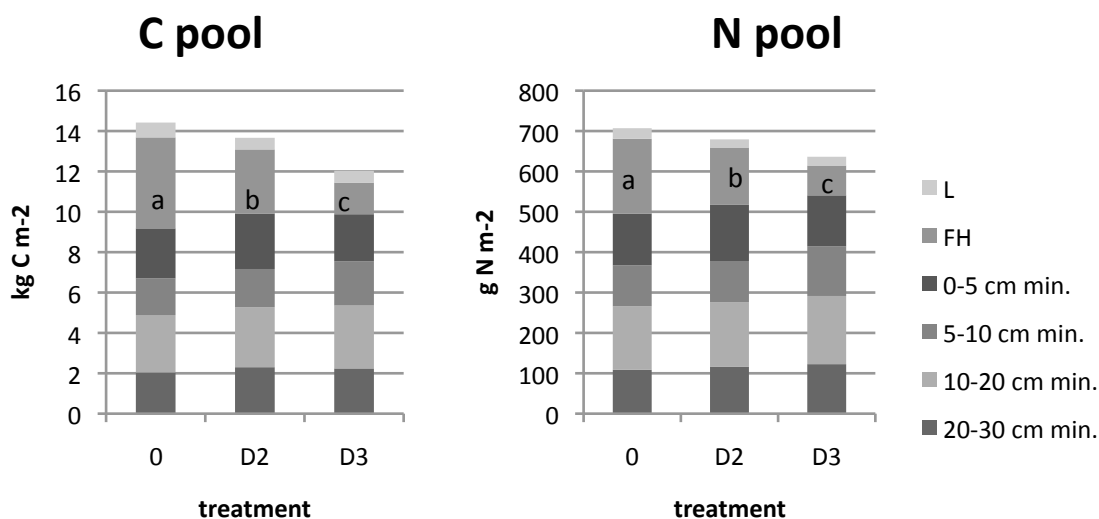 C pool
16
14
12
10
8
6
4
2
0
kg C m-2
a
b
c
0
D2
D3
treatment
N pool
800
700
600
500
400
300
200
100
0
g N m-2
a
b
c
0
D2
D3
treatment
L
FH
0-5 cm min.
5-10 cm min.
10-20 cm min.
20-30 cm min.